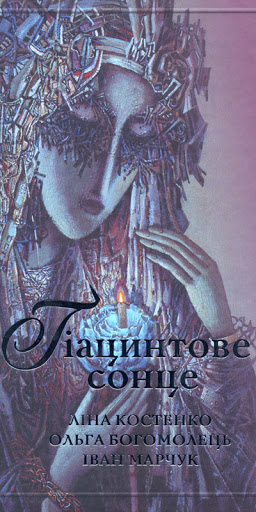 Гіацинтове
сонце
ЛІНА КОСТЕНКО
ОЛЬГА БОГОМОЛЕЦЬ
ІВАН МАРЧУК